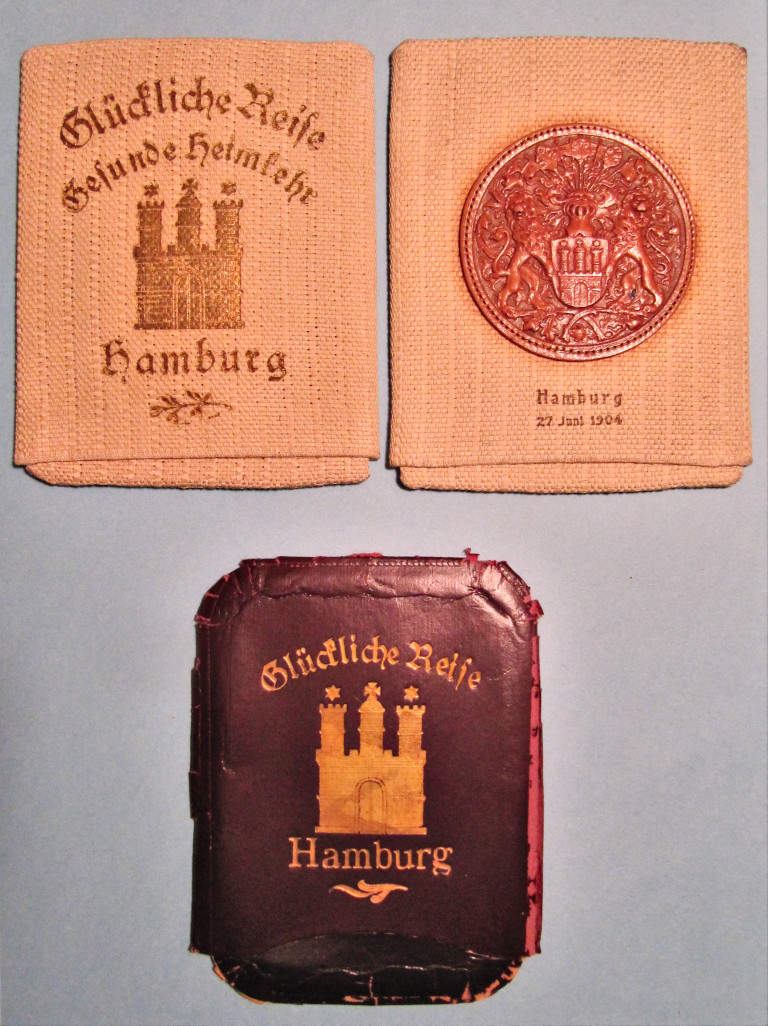 Glückliche Reise
Gesunde Heimkehr
Hamburg
Hamburg
27 Juni 1904
Glückliche Reise
Hamburg